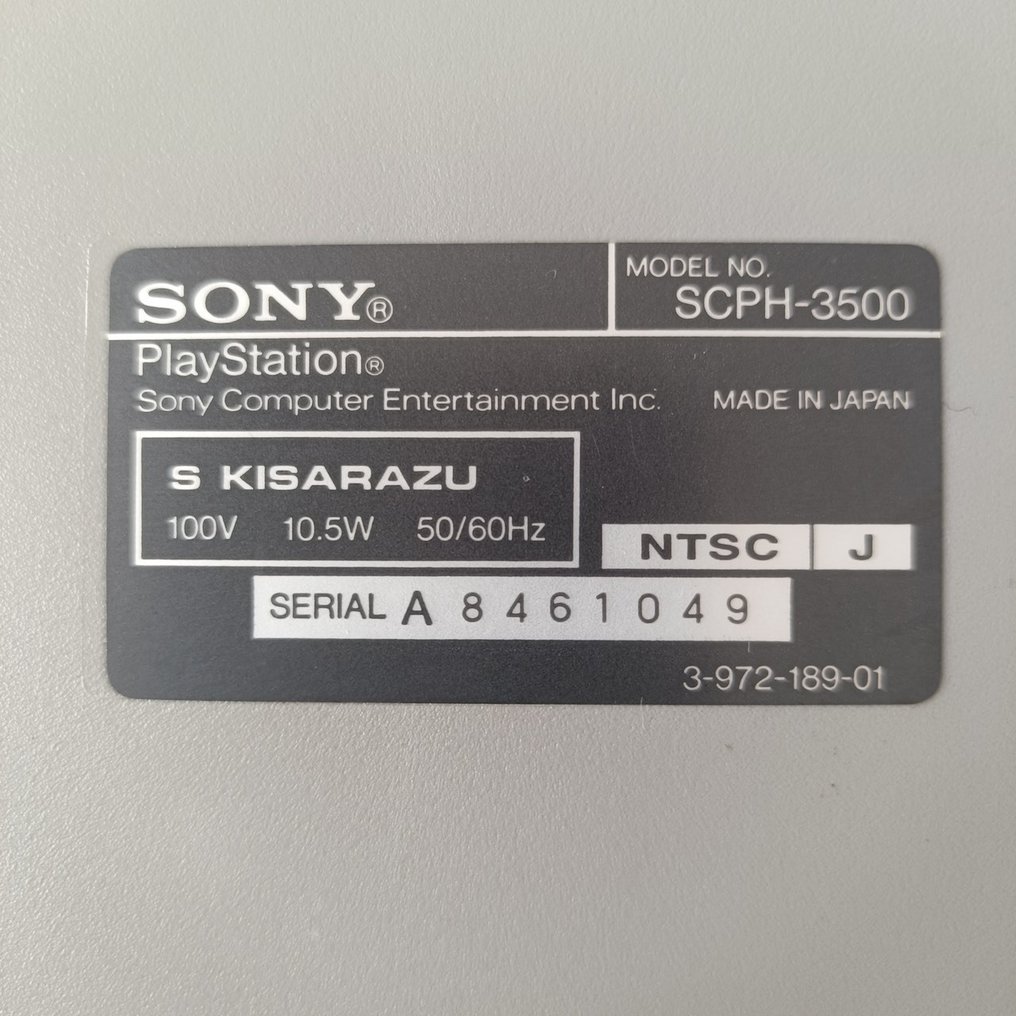 SONY®
MODEL NO.
SCPH-3500
PlayStation®
Sony Computer Entertainment Inc. MADE IN JAPAN
S KISARAZU
100V 10.5W 50/60Hz
NTSC J
SERIAL A 8461049
3-972-189-01